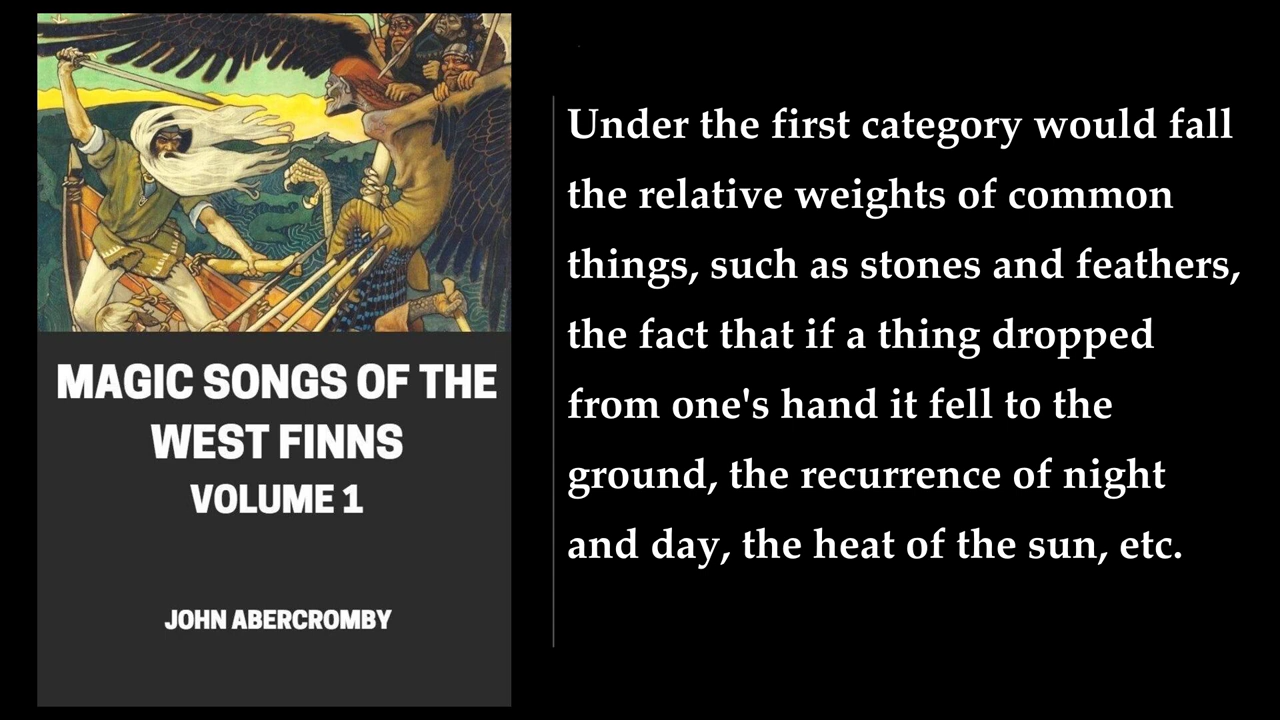 MAGIC SONGS OF THE
WEST FINNS
VOLUME 1
JOHN ABERCROMBY
Under the first category would fall
the relative weights of common
things, such as stones and feathers,
the fact that if a thing dropped
from one's hand it fell to the
ground, the recurrence of night
and day, the heat of the sun, etc.